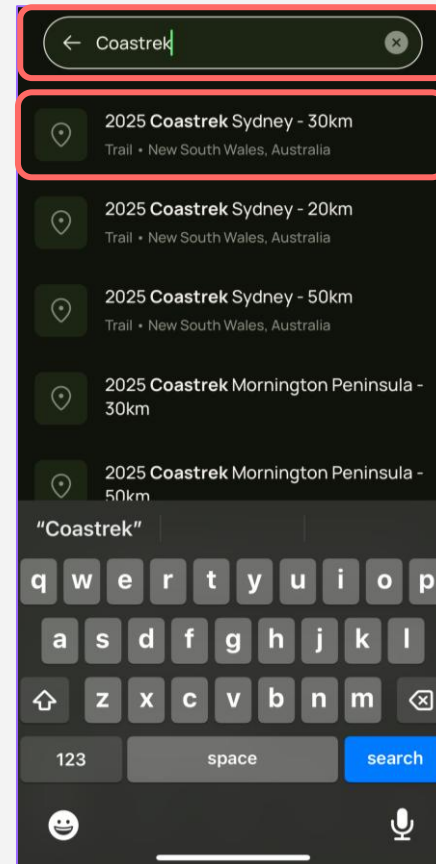 Coastrek
2025 Coastrek Sydney - 30km
Trail • New South Wales, Australia
2025 Coastrek Sydney - 20km
Trail • New South Wales, Australia
2025 Coastrek Sydney - 50km
Trail • New South Wales, Australia
2025 Coastrek Mornington Peninsula -
30km
2025 Coastrek Mornington Peninsula -
50km
“Coastrek”
q w e r t y u i o p
a s d f g h j k l
z x c v b n m
123 space search